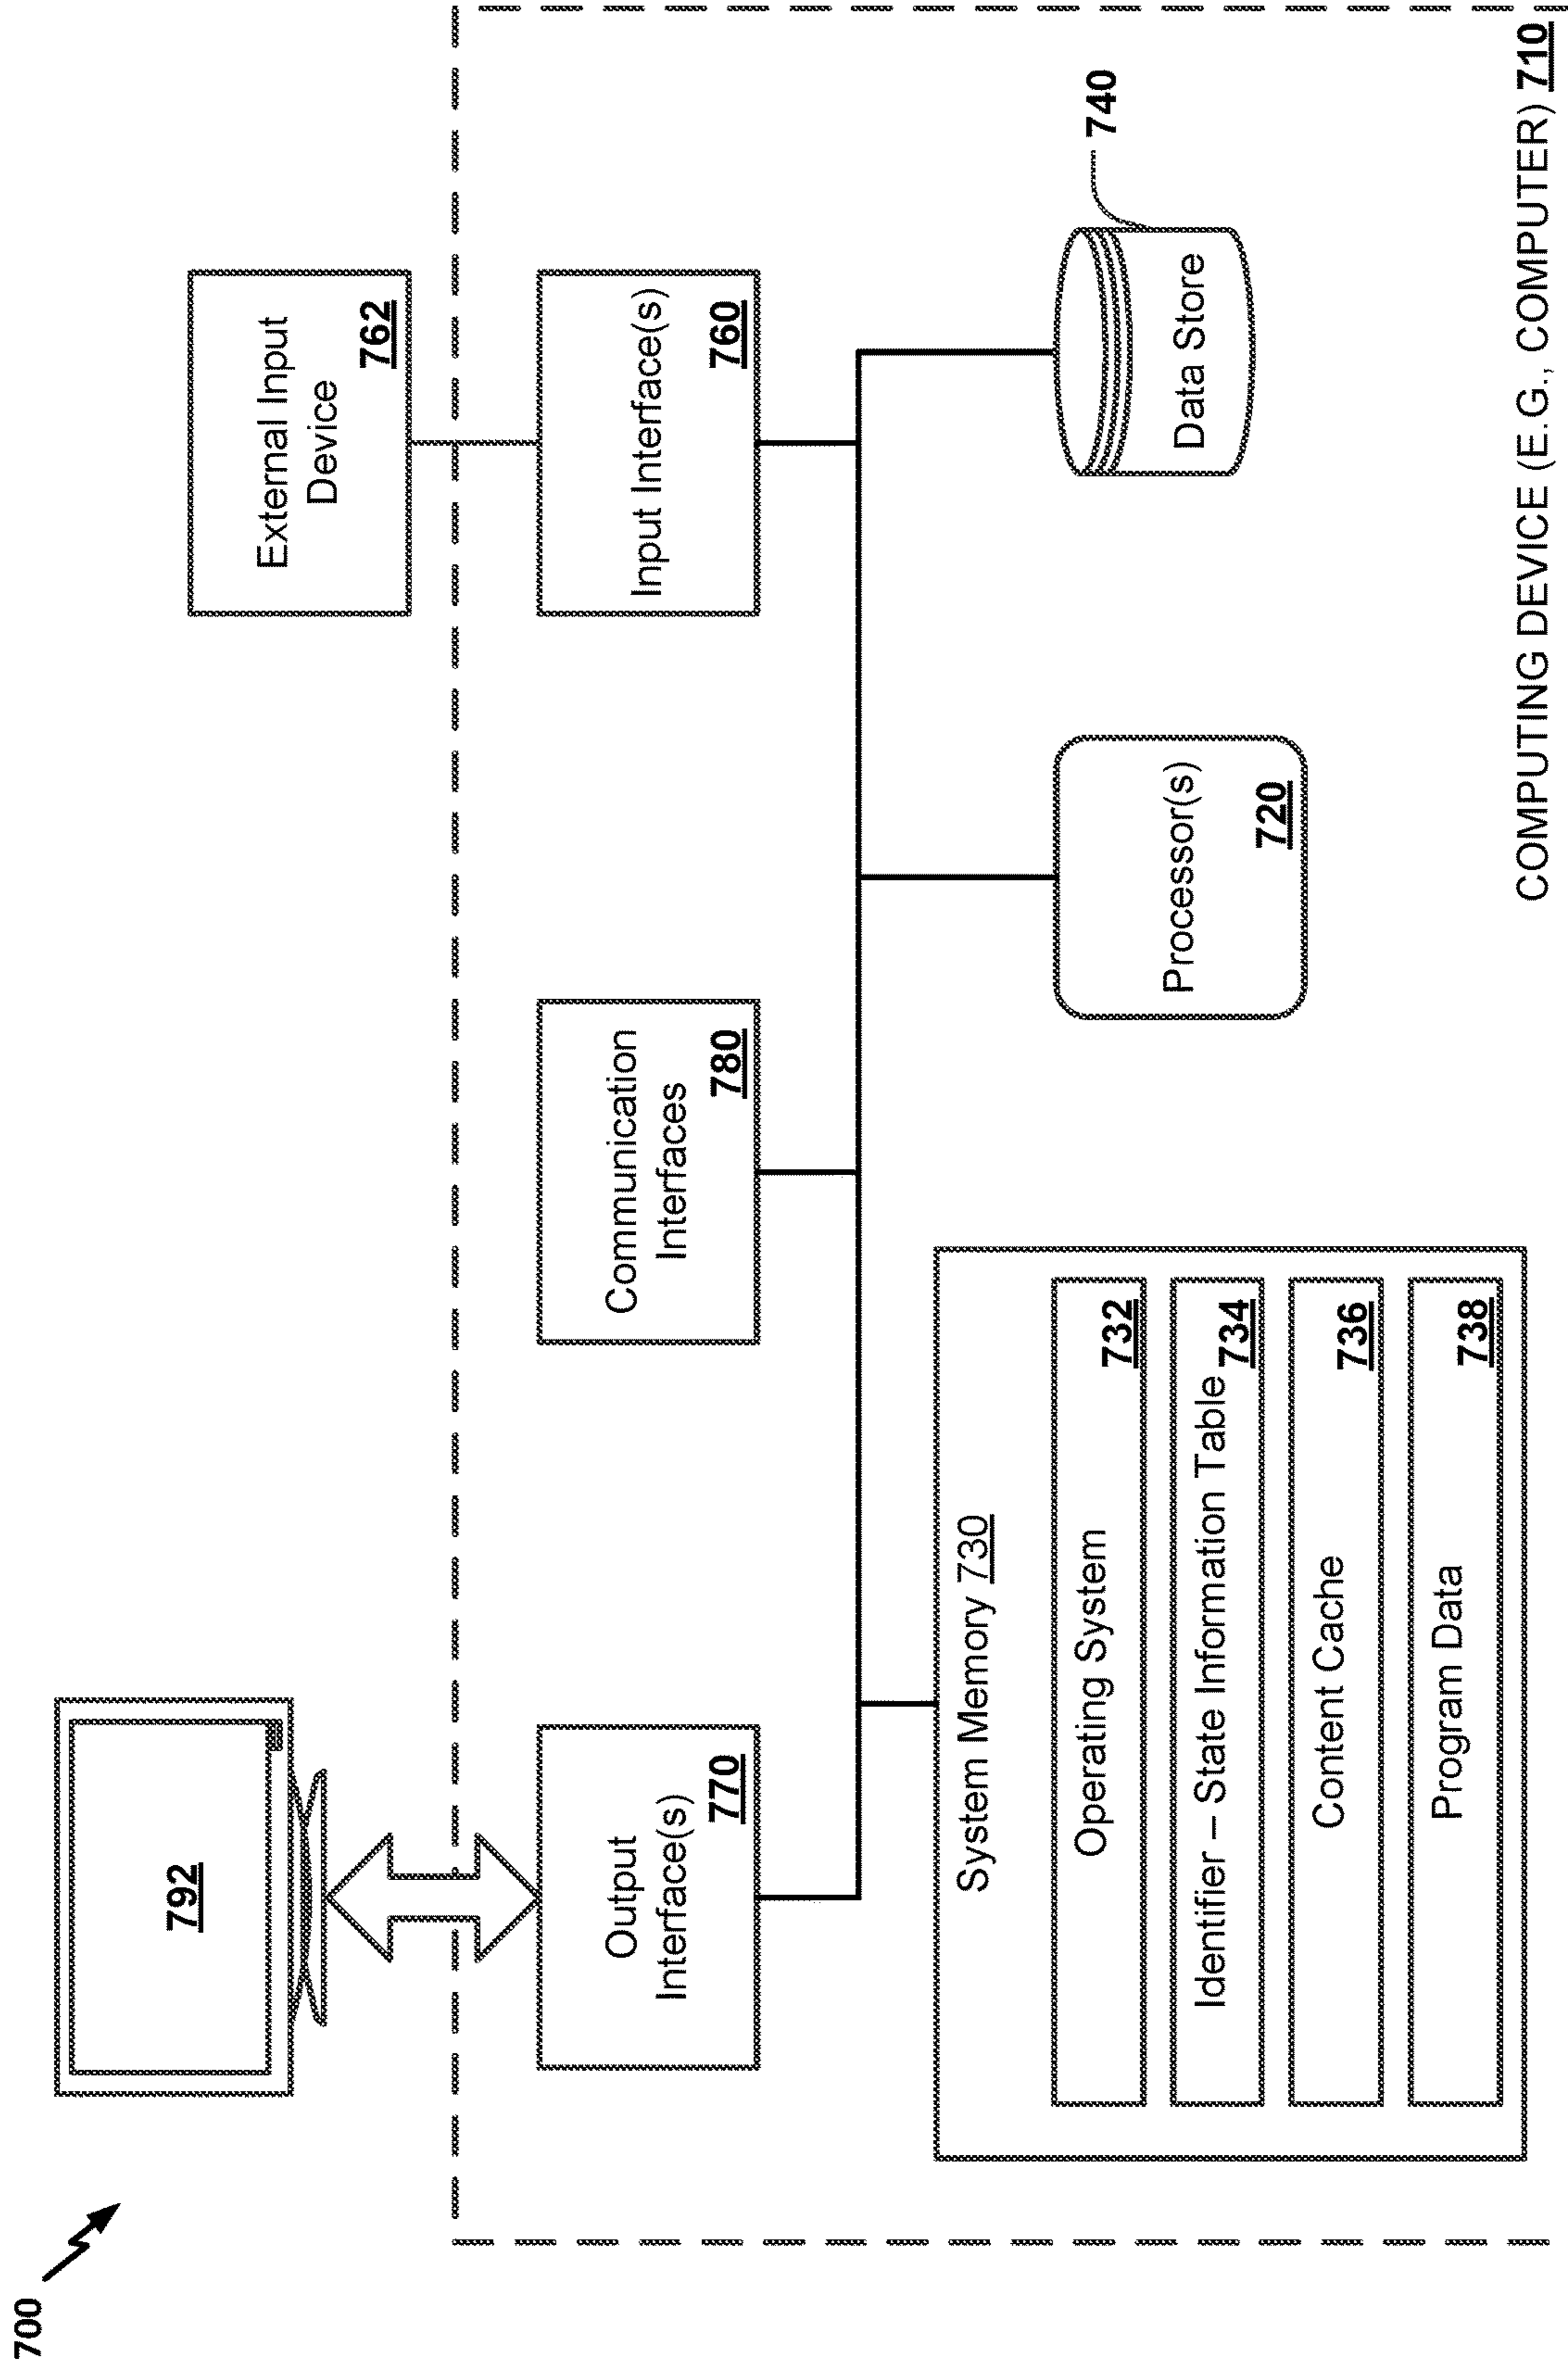 700
792
External Input
Device
762
Output
Interface(s)
770
Communication
Interfaces
780
Input Interface(s)
760
System Memory 730
Operating System
732
Identifier – State Information Table
734
Content Cache
736
Program Data
738
Processor(s)
720
Data Store
740
COMPUTING DEVICE (E.G., COMPUTER) 710